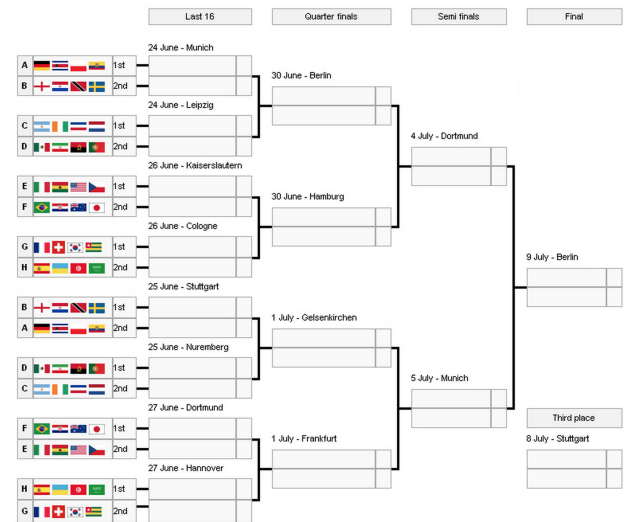 Last 16 Quarter finals Semi finals Final
24 June - Munich
A 1st
B 2nd
30 June - Berlin
24 June - Leipzig
C 1st
D 2nd
4 July - Dortmund
26 June - Kaiserslautern
E 1st
F 2nd
30 June - Hamburg
26 June - Cologne
G 1st
H 2nd
9 July - Berlin
25 June - Stuttgart
B 1st
A 2nd
1 July - Gelsenkirchen
25 June - Nuremberg
D 1st
C 2nd
5 July - Munich
27 June - Dortmund
F 1st
E 2nd
Third place
1 July - Frankfurt
8 July - Stuttgart
27 June - Hannover
H 1st
G 2nd